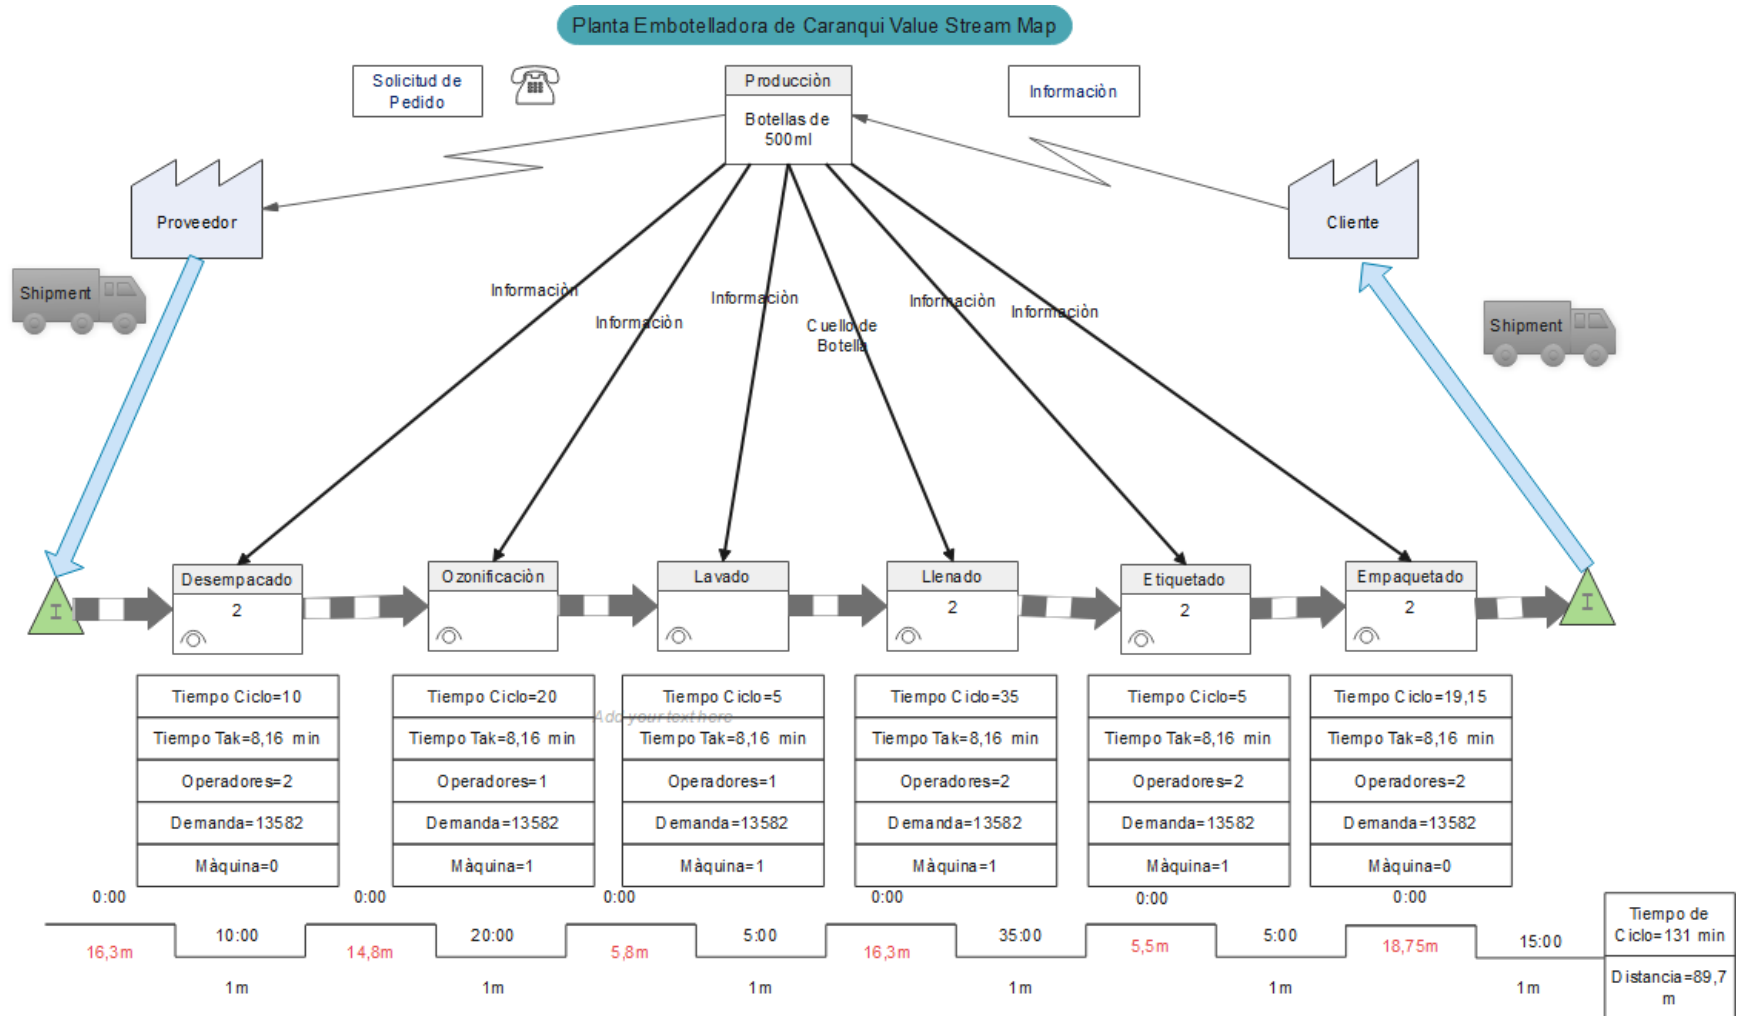 Planta Embotelladora de Caranqui Value Stream Map
Solicitud de
Pedido
Producciòn
Botellas de
500ml
Informaciòn
Proveedor
Cliente
Shipment
Shipment
Informaciòn
Informaciòn
Informaciòn
Cuello de
Botella
Informaciòn
Informaciòn
I
Desempacado
2
Ozonificaciòn
Lavado
Llenado
2
Etiquetado
2
Empaquetado
2
I
Tiempo Ciclo=10
Tiempo Tak=8,16 min
Operadores=2
Demanda=13582
Màquina=0
Tiempo Ciclo=20
Tiempo Tak=8,16 min
Operadores=1
Demanda=13582
Màquina=1
Add your text here
Tiempo Ciclo=5
Tiempo Tak=8,16 min
Operadores=1
Demanda=13582
Màquina=1
Tiempo Ciclo=35
Tiempo Tak=8,16 min
Operadores=2
Demanda=13582
Màquina=1
Tiempo Ciclo=5
Tiempo Tak=8,16 min
Operadores=2
Demanda=13582
Màquina=1
Tiempo Ciclo=19,15
Tiempo Tak=8,16 min
Operadores=2
Demanda=13582
Màquina=0
0:00 0:00 0:00 0:00 0:00 0:00
16,3m 10:00 14,8m 20:00 5,8m 5:00 16,3m 35:00 5,5m 5:00 18,75m 15:00
1m 1m 1m 1m 1m 1m
Tiempo de
Ciclo=131 min
Distancia=89,7
m